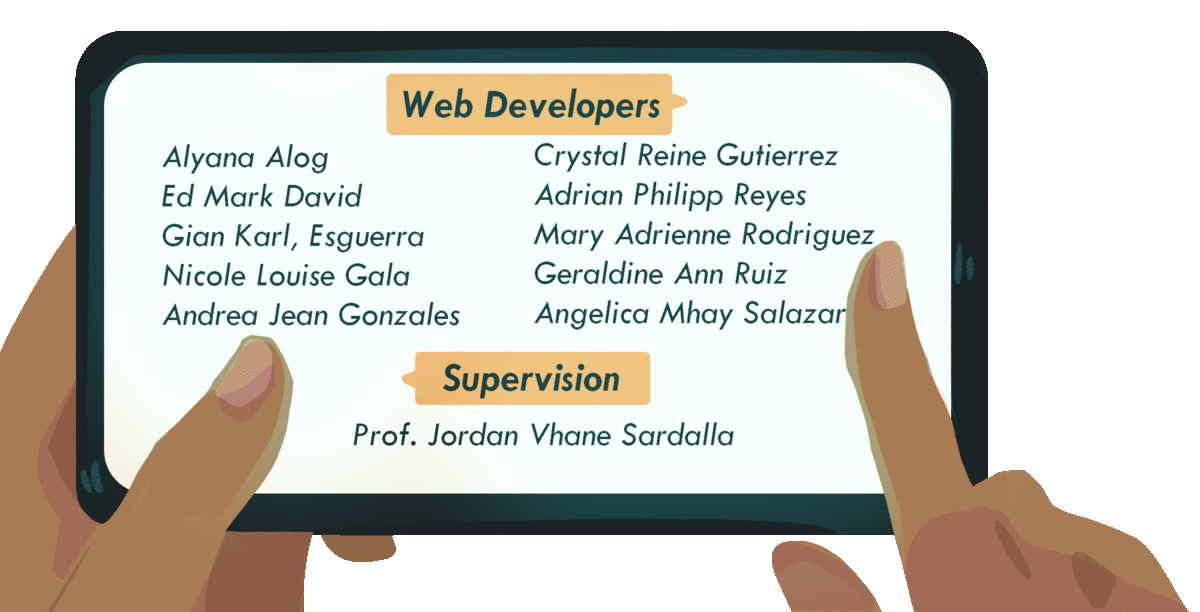 Web Developers
Alyana Alog
Ed Mark David
Gian Karl, Esguerra
Nicole Louise Gala
Andrea Jean Gonzales
Crystal Reine Gutierrez
Adrian Philipp Reyes
Mary Adrienne Rodriguez
Geraldine Ann Ruiz
Angelica Mhay Salazar
Supervision
Prof. Jordan Vhane Sardalla